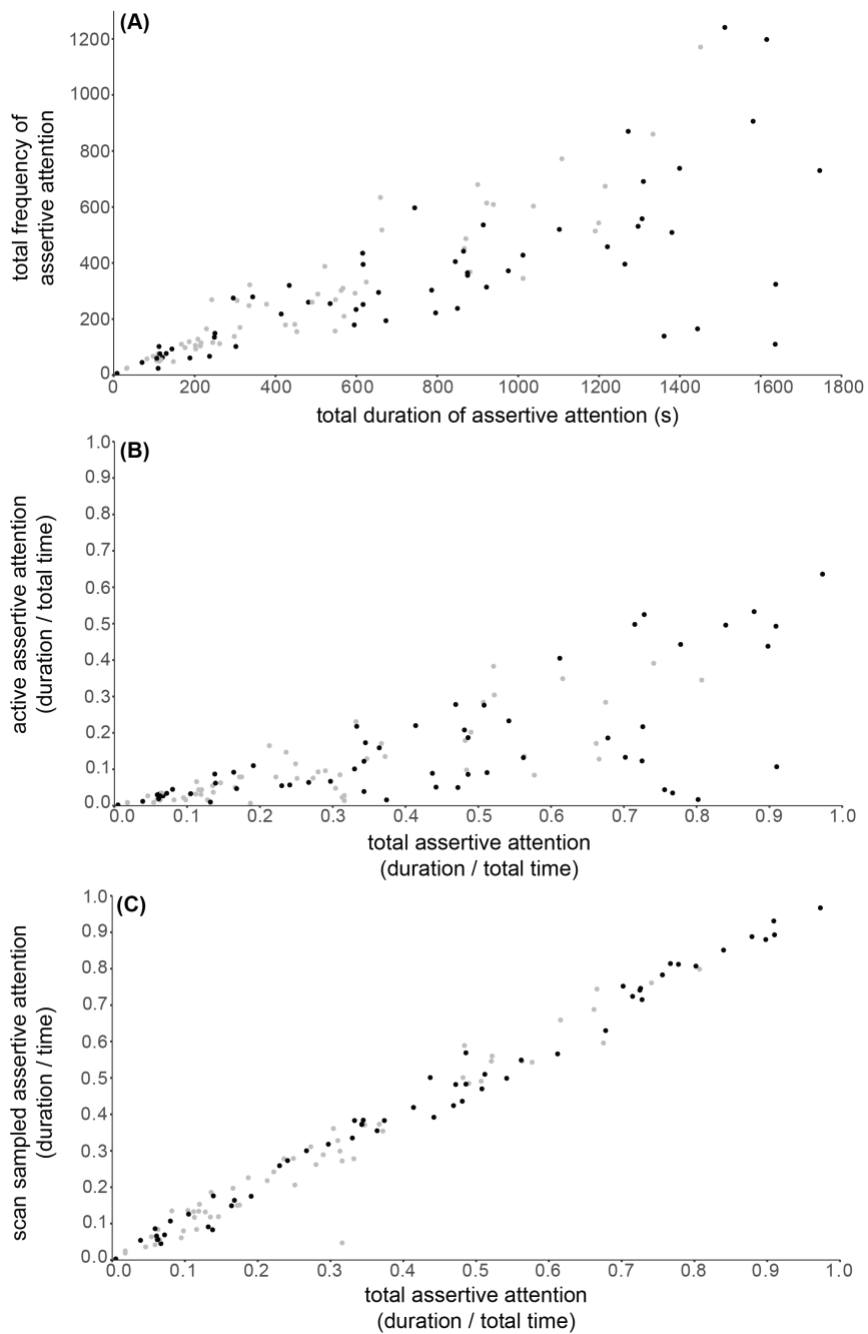 (A)
1200
1000
800
600
400
200
0
total frequency of
assertive attention
0 200 400 600 800 1000 1200 1400 1600 1800
total duration of assertive attention (s)
(B)
1.0
0.9
0.8
0.7
0.6
0.5
0.4
0.3
0.2
0.1
0.0
active assertive attention
(duration / total time)
0.0 0.1 0.2 0.3 0.4 0.5 0.6 0.7 0.8 0.9 1.0
total assertive attention
(duration / total time)
(C)
1.0
0.9
0.8
0.7
0.6
0.5
0.4
0.3
0.2
0.1
0.0
scan sampled assertive attention
(duration / time)
0.0 0.1 0.2 0.3 0.4 0.5 0.6 0.7 0.8 0.9 1.0
total assertive attention
(duration / total time)